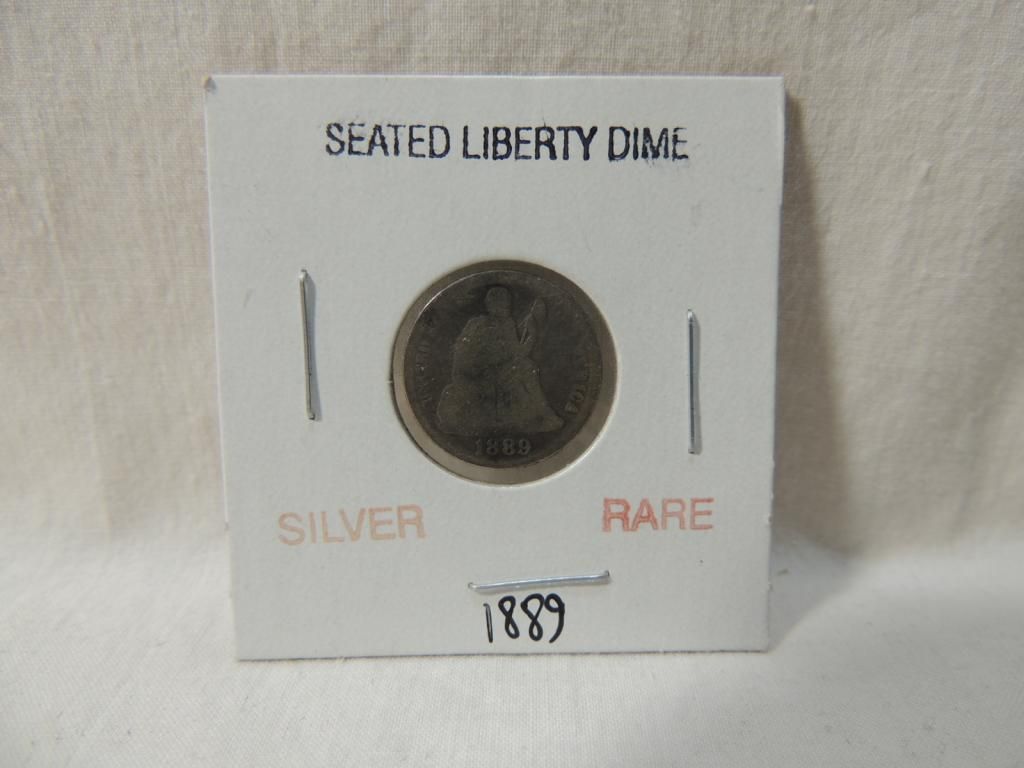 SEATED LIBERTY DIME
1889
SILVER RARE
1889